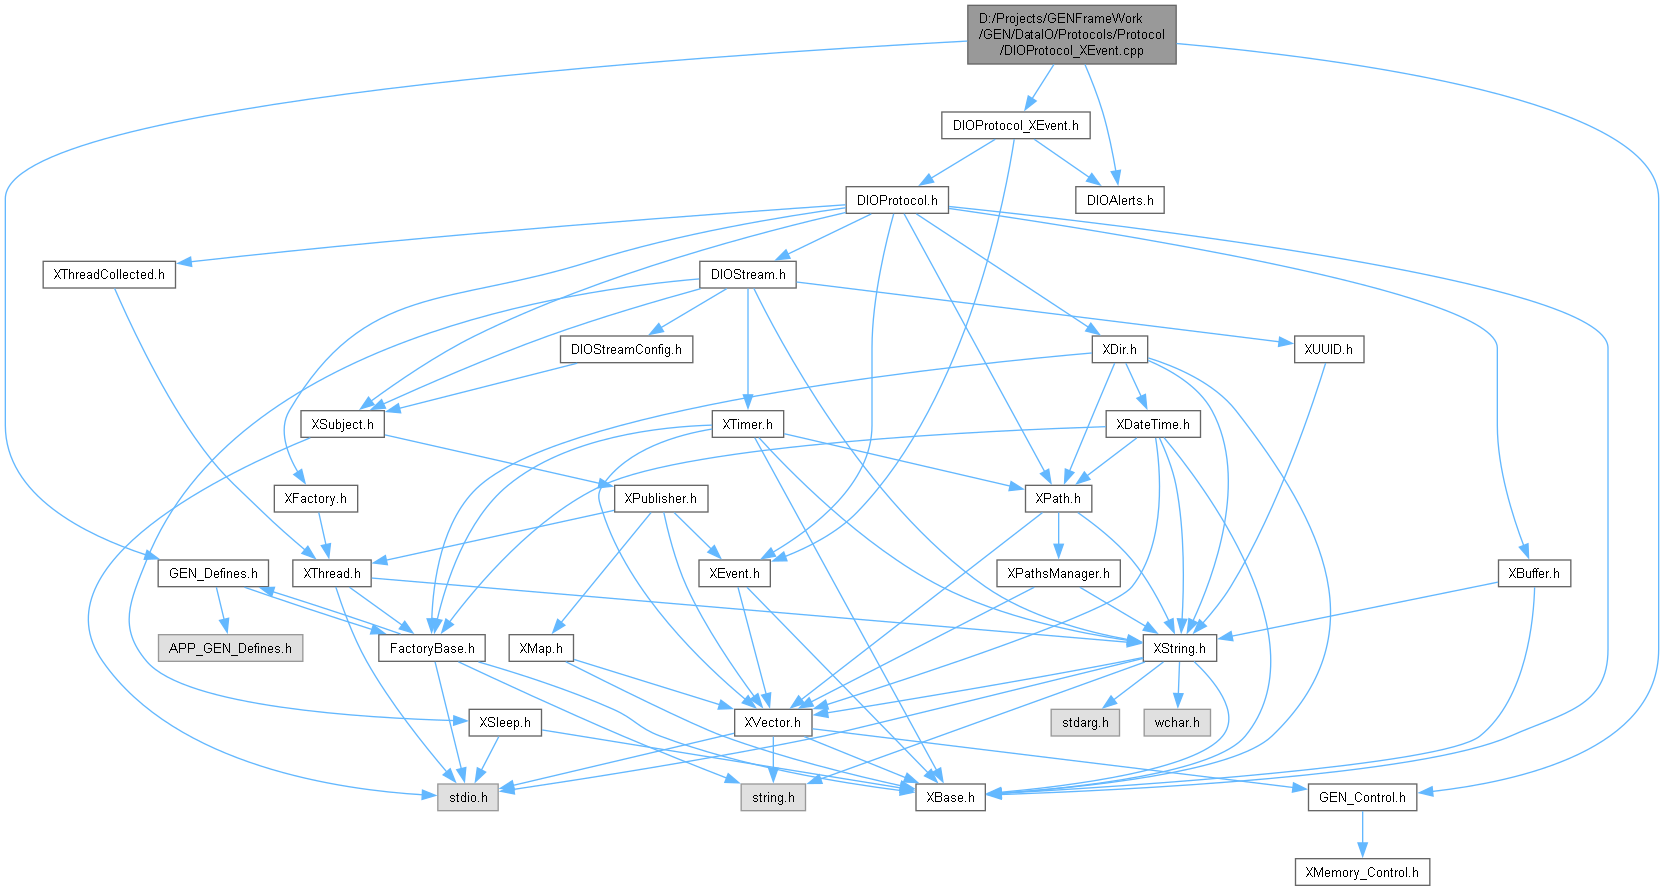 D:/Projects/GENFrameWork
/GEN/DataIO/Protocols/Protocol
/DIOProtocol_XEvent.cpp
DIOProtocol_XEvent.h
DIOProtocol.h
DIOAlerts.h
XThreadCollected.h
DIOStream.h
DIOStreamConfig.h
XDir.h
XUUID.h
XSubject.h
XTimer.h
XDateTime.h
XFactory.h
XPublisher.h
XPath.h
GEN_Defines.h
XThread.h
XEvent.h
XPathsManager.h
XBuffer.h
APP_GEN_Defines.h
FactoryBase.h
XMap.h
XString.h
XSleep.h
XVector.h
stdarg.h
wchar.h
stdio.h
string.h
XBase.h
GEN_Control.h
XMemory_Control.h